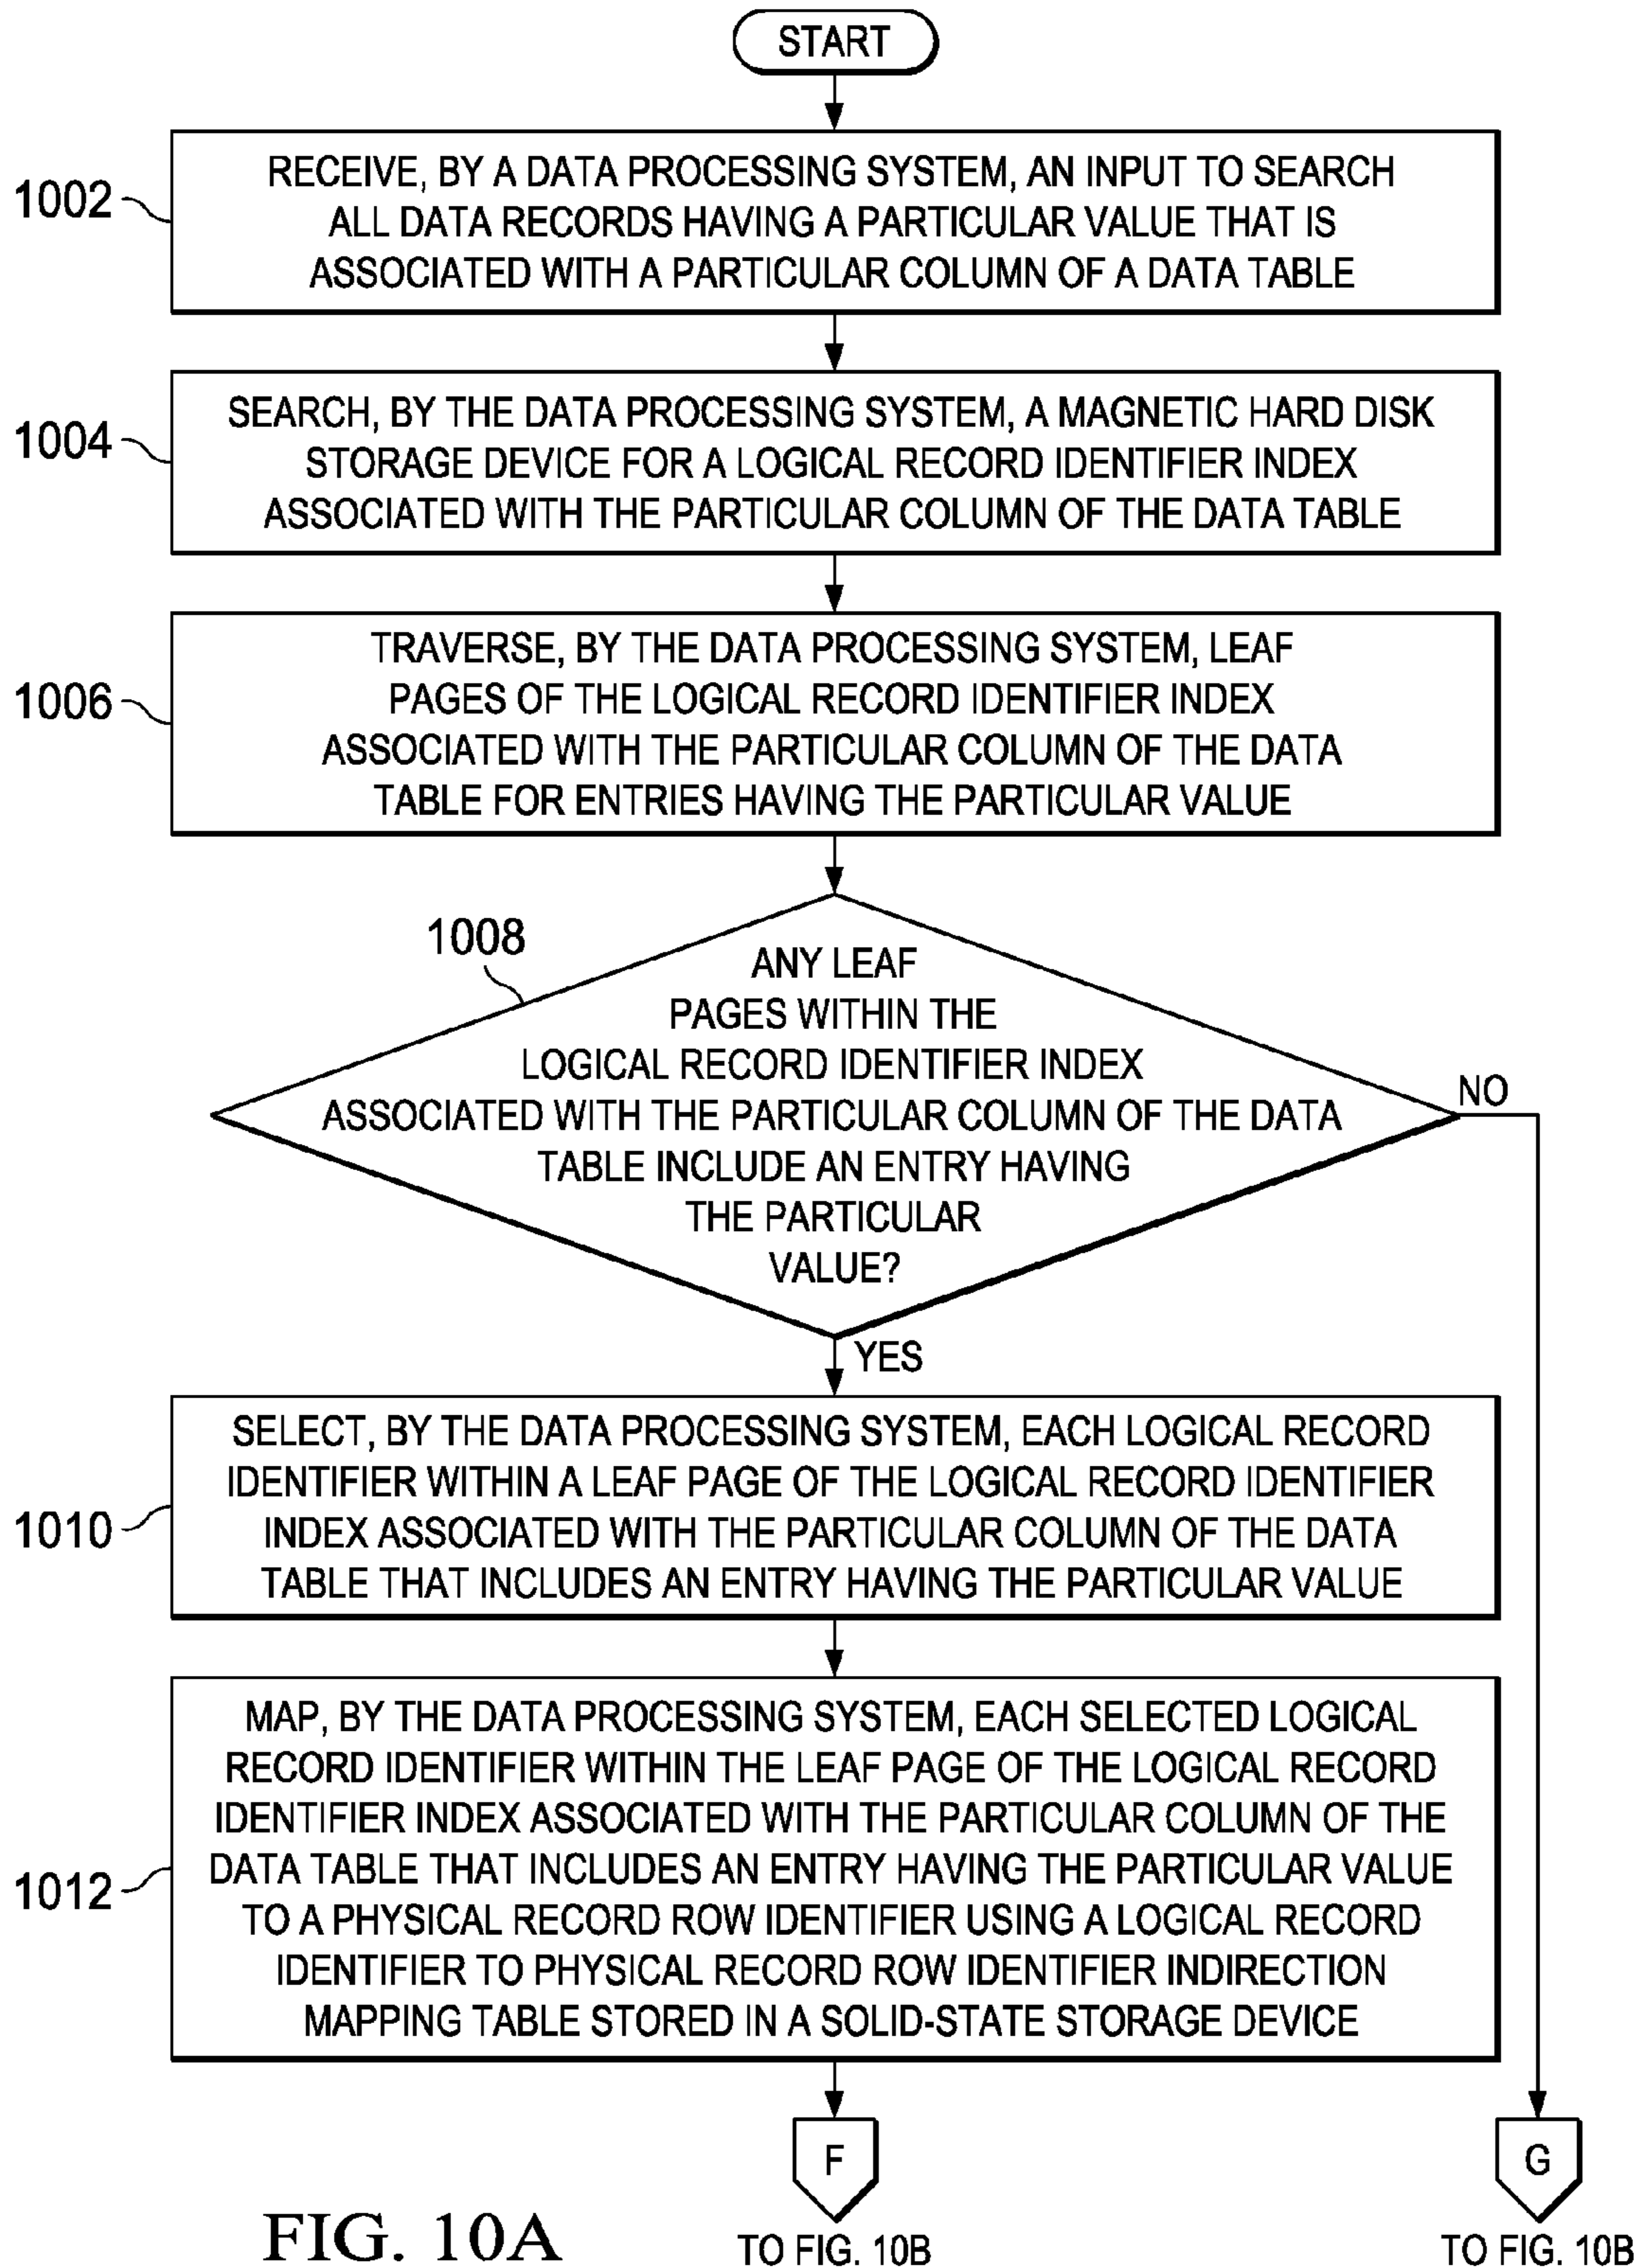 START
1002
RECEIVE, BY A DATA PROCESSING SYSTEM, AN INPUT TO SEARCH
ALL DATA RECORDS HAVING A PARTICULAR VALUE THAT IS
ASSOCIATED WITH A PARTICULAR COLUMN OF A DATA TABLE
1004
SEARCH, BY THE DATA PROCESSING SYSTEM, A MAGNETIC HARD DISK
STORAGE DEVICE FOR A LOGICAL RECORD IDENTIFIER INDEX
ASSOCIATED WITH THE PARTICULAR COLUMN OF THE DATA TABLE
1006
TRAVERSE, BY THE DATA PROCESSING SYSTEM, LEAF
PAGES OF THE LOGICAL RECORD IDENTIFIER INDEX
ASSOCIATED WITH THE PARTICULAR COLUMN OF THE DATA
TABLE FOR ENTRIES HAVING THE PARTICULAR VALUE
1008
ANY LEAF
PAGES WITHIN THE
LOGICAL RECORD IDENTIFIER INDEX
ASSOCIATED WITH THE PARTICULAR COLUMN OF THE DATA
TABLE INCLUDE AN ENTRY HAVING
THE PARTICULAR
VALUE?
NO
YES
1010
SELECT, BY THE DATA PROCESSING SYSTEM, EACH LOGICAL RECORD
IDENTIFIER WITHIN A LEAF PAGE OF THE LOGICAL RECORD IDENTIFIER
INDEX ASSOCIATED WITH THE PARTICULAR COLUMN OF THE DATA
TABLE THAT INCLUDES AN ENTRY HAVING THE PARTICULAR VALUE
1012
MAP, BY THE DATA PROCESSING SYSTEM, EACH SELECTED LOGICAL
RECORD IDENTIFIER WITHIN THE LEAF PAGE OF THE LOGICAL RECORD
IDENTIFIER INDEX ASSOCIATED WITH THE PARTICULAR COLUMN OF THE
DATA TABLE THAT INCLUDES AN ENTRY HAVING THE PARTICULAR VALUE
TO A PHYSICAL RECORD ROW IDENTIFIER USING A LOGICAL RECORD
IDENTIFIER TO PHYSICAL RECORD ROW IDENTIFIER INDIRECTION
MAPPING TABLE STORED IN A SOLID-STATE STORAGE DEVICE
F
TO FIG. 10B
G
TO FIG. 10B
FIG. 10A